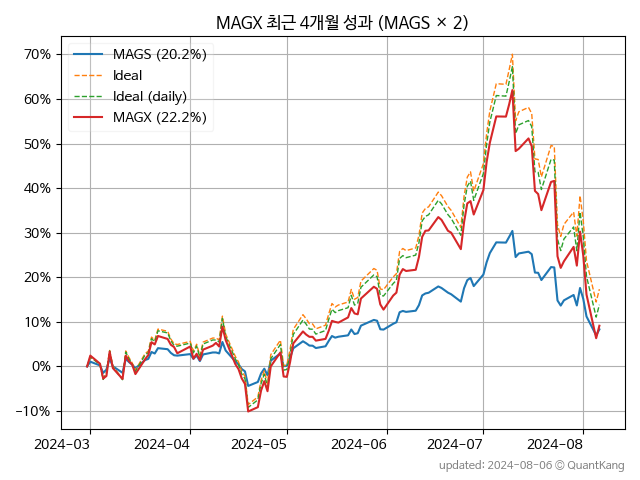 MAGX 최근 4개월 성과 (MAGS × 2)
MAGS (20.2%)
Ideal
Ideal (daily)
MAGX (22.2%)
70%
60%
50%
40%
30%
20%
10%
0%
−10%
2024-03 2024-04 2024-05 2024-06 2024-07 2024-08
updated: 2024-08-06 © QuantKang